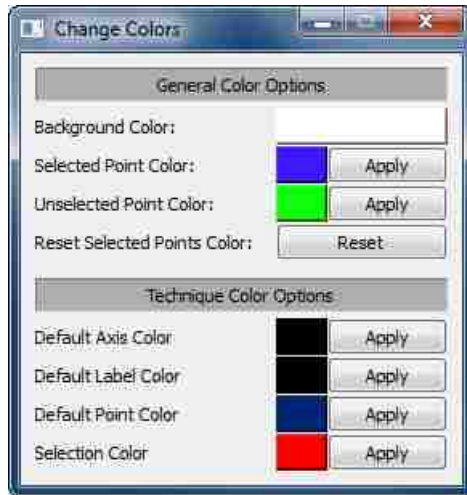 Change Colors
General Color Options
Background Color:
Selected Point Color: Apply
Unselected Point Color: Apply
Reset Selected Points Color: Reset
Technique Color Options
Default Axis Color Apply
Default Label Color Apply
Default Point Color Apply
Selection Color Apply